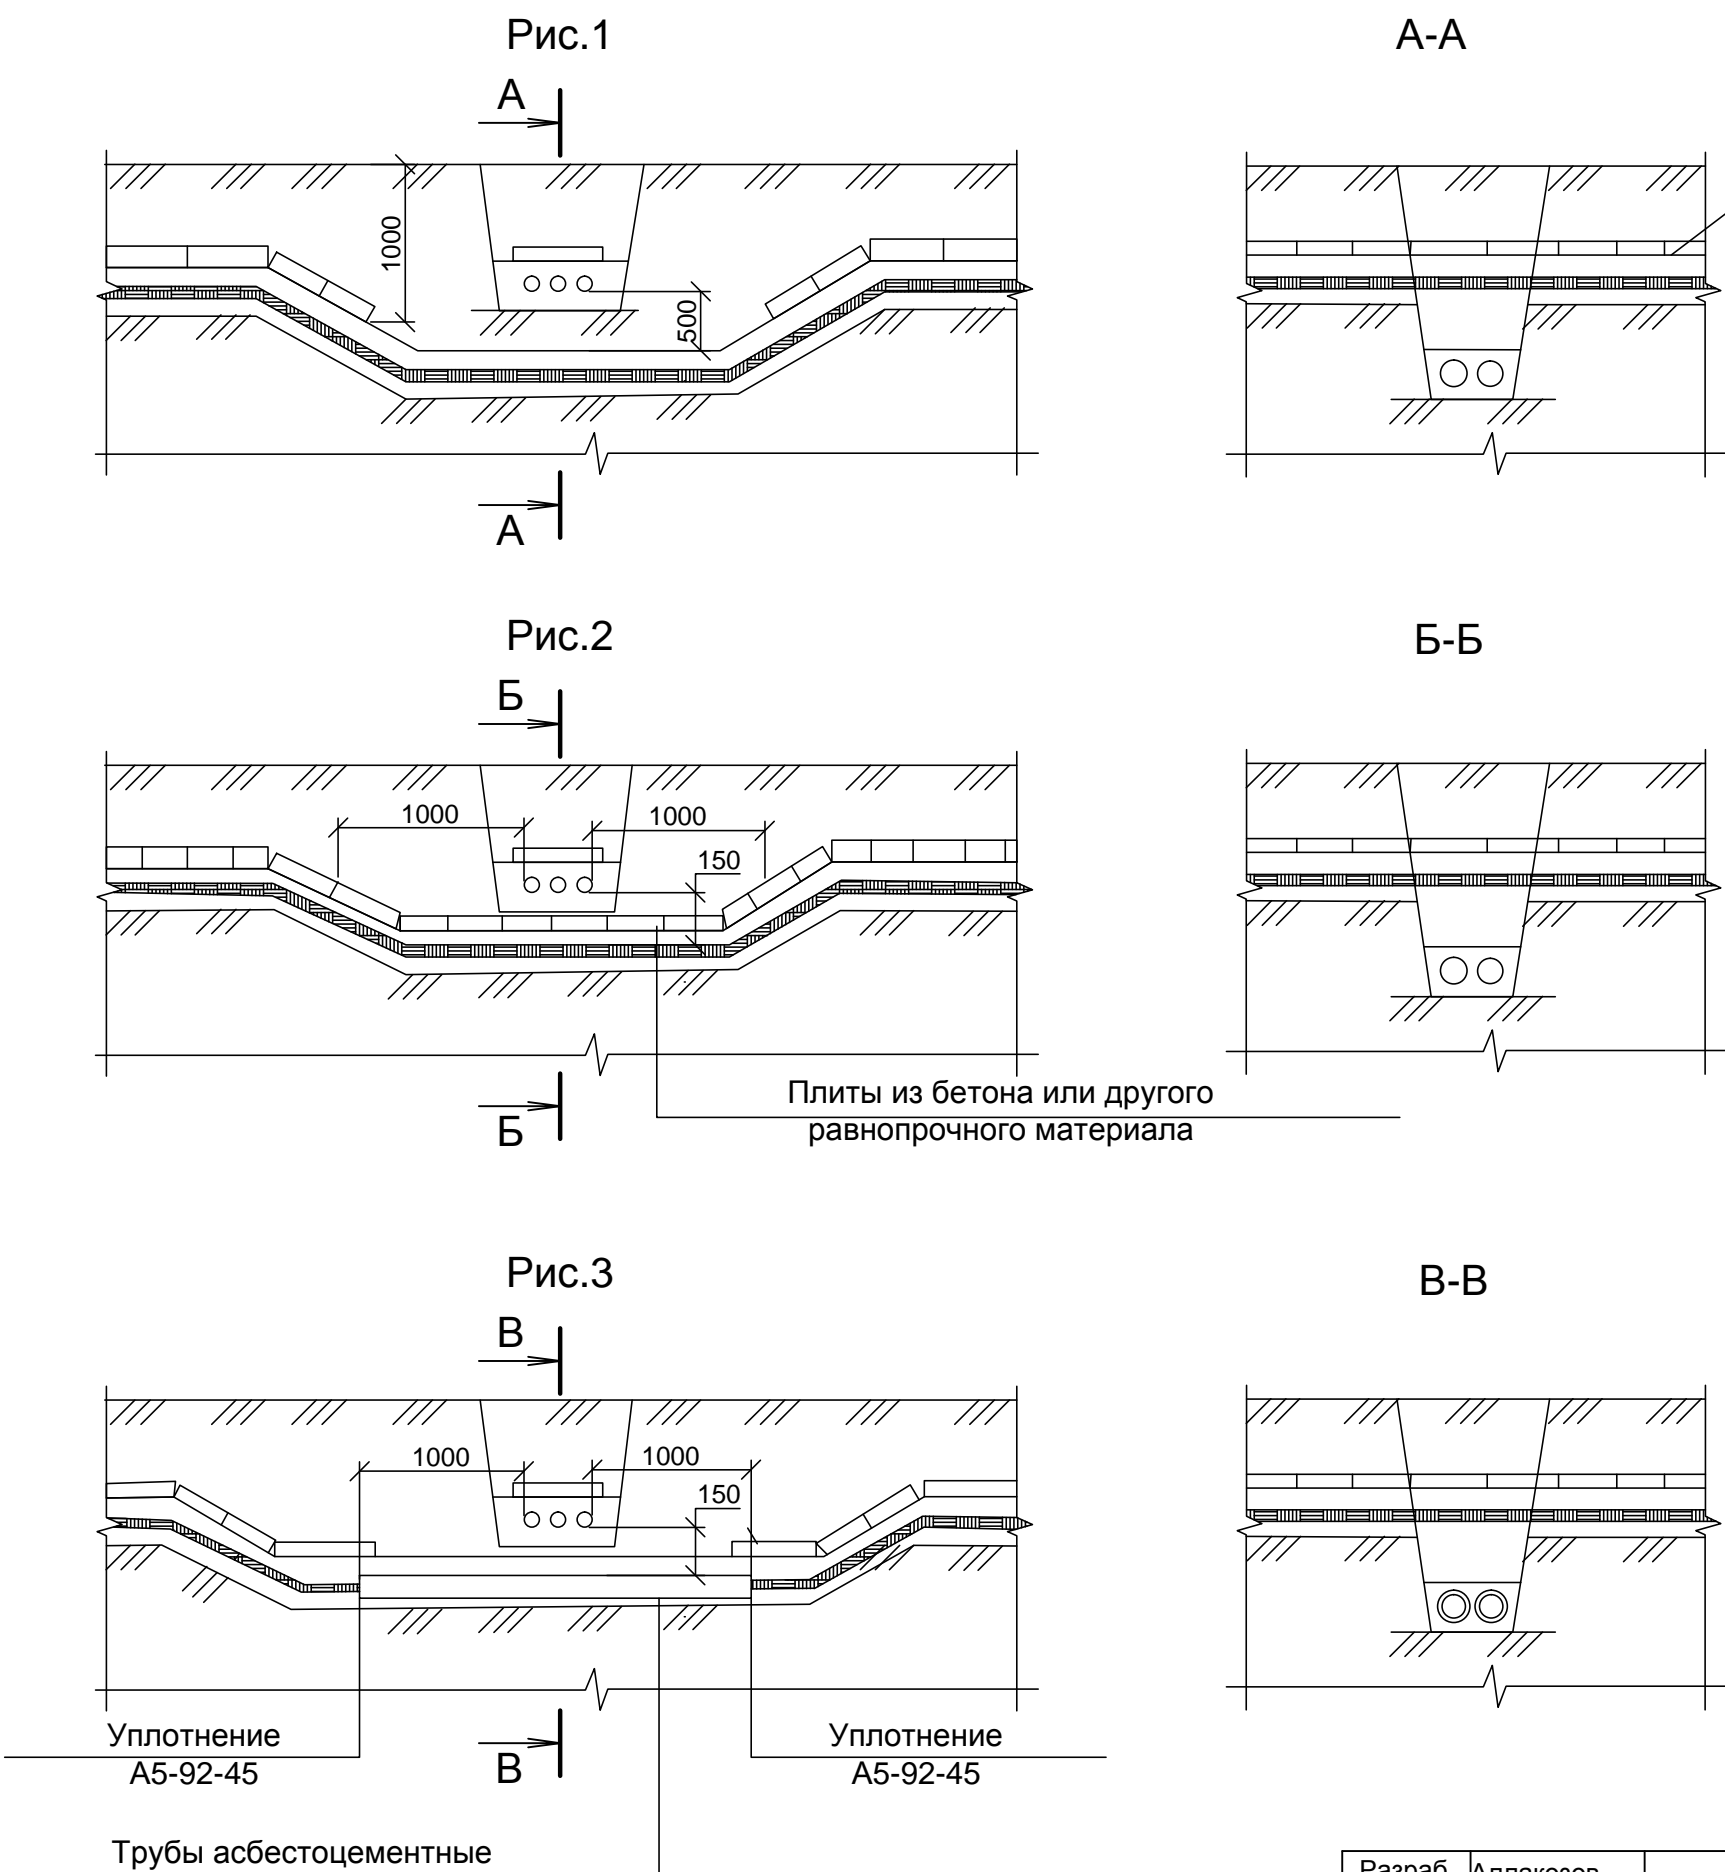 Рис.1
А-А
А
1000
500
А
Рис.2
Б-Б
Б
1000
1000
150
Плиты из бетона или другого
равнопрочного материала
Б
Рис.3
В-В
В
1000
1000
150
Уплотнение
А5-92-45
Уплотнение
А5-92-45
В
Трубы асбестоцементные
Разраб.